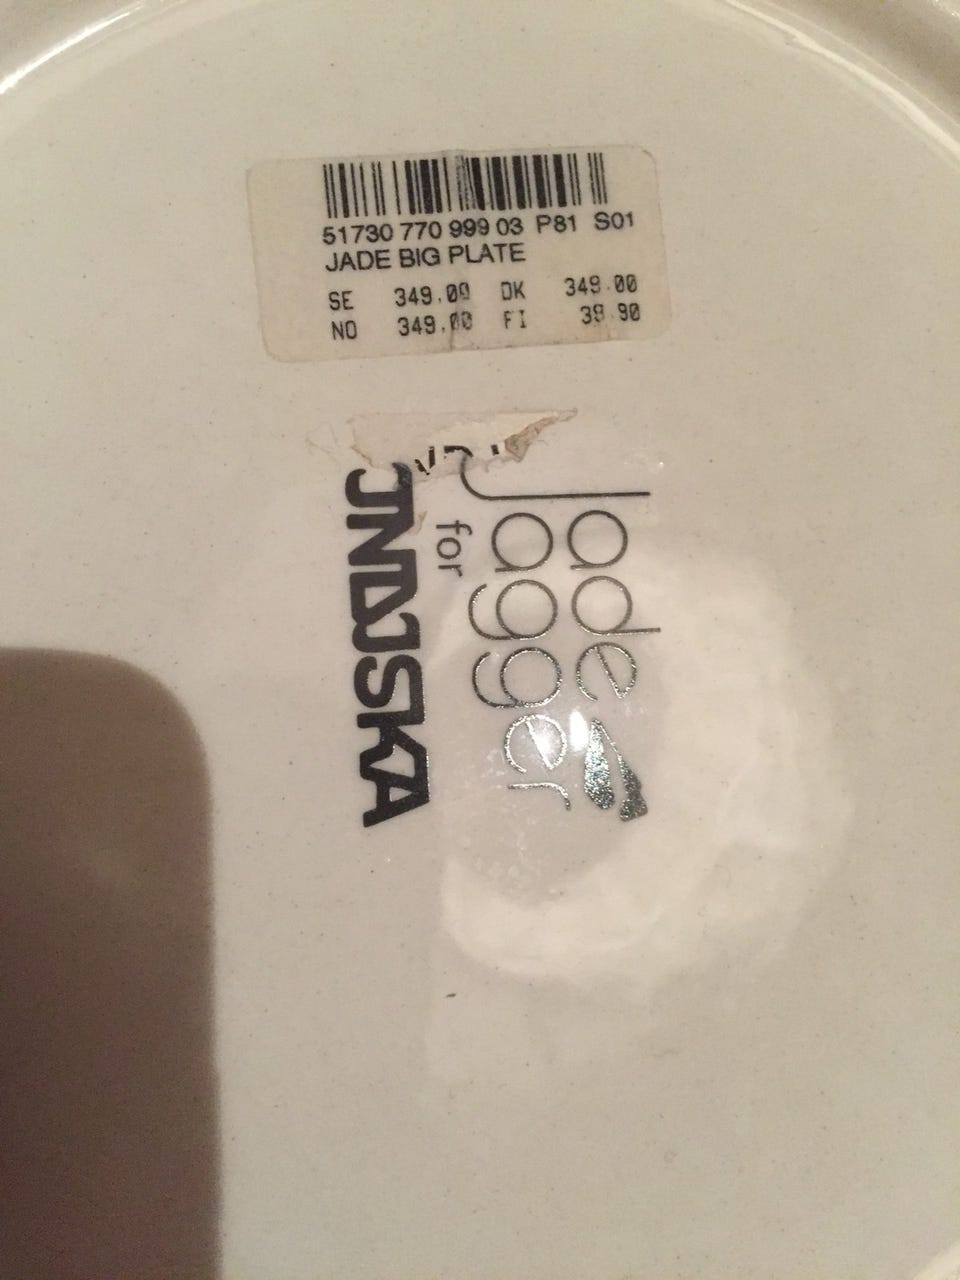 51730 770 999 03 P81 S01
JADE BIG PLATE
SE 349.00 DK 349.00
NO 349.00 FI 39.90
Jade
Jagger
for
INDISKA